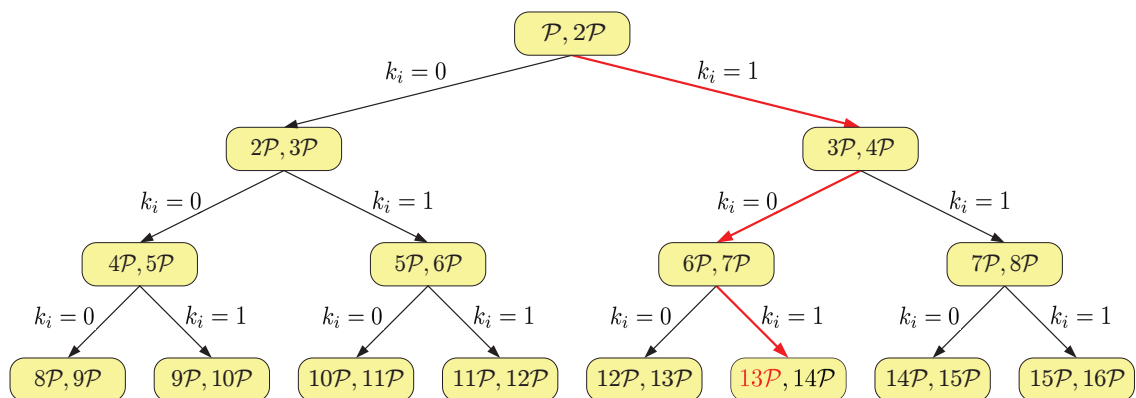 𝒫, 2𝒫
k_i = 0 k_i = 1
2𝒫, 3𝒫 3𝒫, 4𝒫
k_i = 0 k_i = 1 k_i = 0 k_i = 1
4𝒫, 5𝒫 5𝒫, 6𝒫 6𝒫, 7𝒫 7𝒫, 8𝒫
k_i = 0 k_i = 1 k_i = 0 k_i = 1 k_i = 0 k_i = 1 k_i = 0 k_i = 1
8𝒫, 9𝒫 9𝒫, 10𝒫 10𝒫, 11𝒫 11𝒫, 12𝒫 12𝒫, 13𝒫 13𝒫, 14𝒫 14𝒫, 15𝒫 15𝒫, 16𝒫